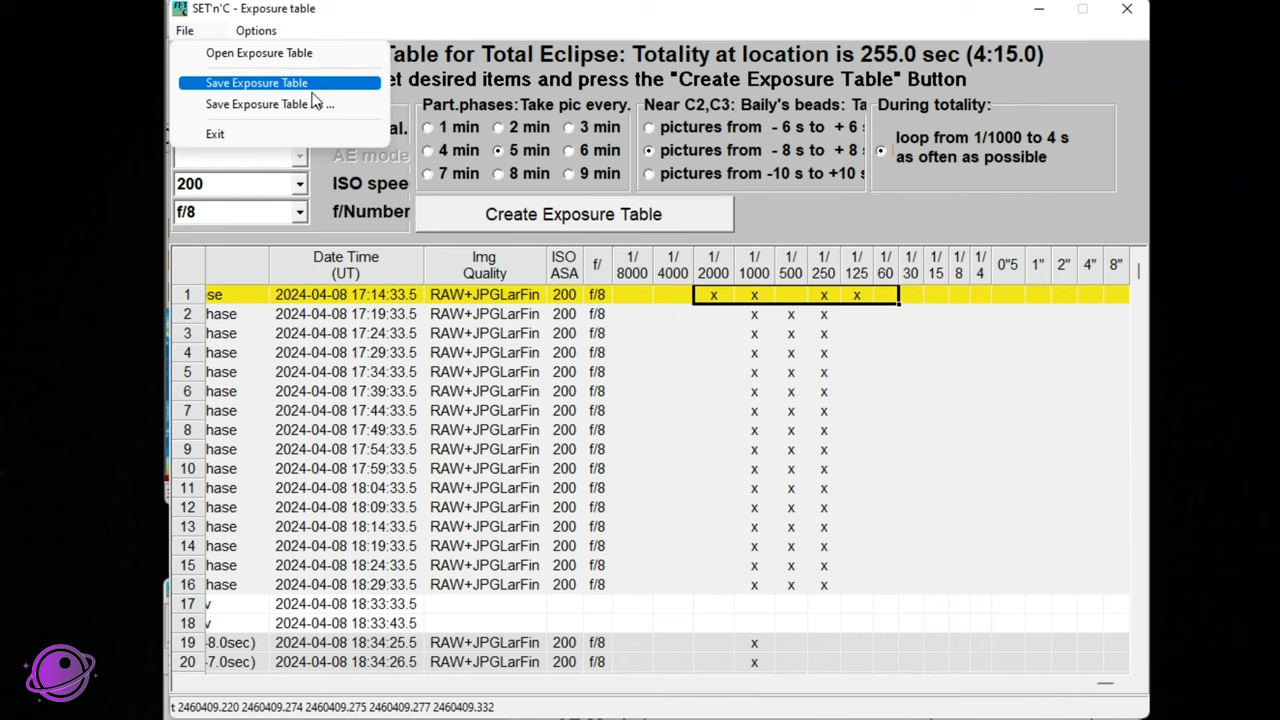 SET'n'C - Exposure table
File Options
Open Exposure Table
Save Exposure Table
Save Exposure Table ...
Exit
Table for Total Eclipse: Totality at location is 255.0 sec (4:15.0)
et desired items and press the "Create Exposure Table" Button
al.
AE mode
200 ISO spee
f/8 f/Number
Part.phases:Take pic every.
1 min 2 min 3 min
4 min 5 min 6 min
7 min 8 min 9 min
Near C2,C3: Baily's beads: Ta
pictures from - 6 s to + 6
pictures from - 8 s to + 8
pictures from -10 s to +10
During totality:
loop from 1/1000 to 4 s
as often as possible
Create Exposure Table
Date Time (UT) Img Quality ISO ASA f/ 1/8000 1/4000 1/2000 1/1000 1/500 1/250 1/125 1/60 1/30 1/15 1/8 1/4 0"5 1" 2" 4" 8"
1 se 2024-04-08 17:14:33.5 RAW+JPGLarFin 200 f/8 x x x x
2 hase 2024-04-08 17:19:33.5 RAW+JPGLarFin 200 f/8 x x x
3 hase 2024-04-08 17:24:33.5 RAW+JPGLarFin 200 f/8 x x x
4 hase 2024-04-08 17:29:33.5 RAW+JPGLarFin 200 f/8 x x x
5 hase 2024-04-08 17:34:33.5 RAW+JPGLarFin 200 f/8 x x x
6 hase 2024-04-08 17:39:33.5 RAW+JPGLarFin 200 f/8 x x x
7 hase 2024-04-08 17:44:33.5 RAW+JPGLarFin 200 f/8 x x x
8 hase 2024-04-08 17:49:33.5 RAW+JPGLarFin 200 f/8 x x x
9 hase 2024-04-08 17:54:33.5 RAW+JPGLarFin 200 f/8 x x x
10 hase 2024-04-08 17:59:33.5 RAW+JPGLarFin 200 f/8 x x x
11 hase 2024-04-08 18:04:33.5 RAW+JPGLarFin 200 f/8 x x x
12 hase 2024-04-08 18:09:33.5 RAW+JPGLarFin 200 f/8 x x x
13 hase 2024-04-08 18:14:33.5 RAW+JPGLarFin 200 f/8 x x x
14 hase 2024-04-08 18:19:33.5 RAW+JPGLarFin 200 f/8 x x x
15 hase 2024-04-08 18:24:33.5 RAW+JPGLarFin 200 f/8 x x x
16 hase 2024-04-08 18:29:33.5 RAW+JPGLarFin 200 f/8 x x x
17 v 2024-04-08 18:33:33.5
18 v 2024-04-08 18:33:43.5
19 -8.0sec) 2024-04-08 18:34:25.5 RAW+JPGLarFin 200 f/8 x
20 -7.0sec) 2024-04-08 18:34:26.5 RAW+JPGLarFin 200 f/8 x
t 2460409.220 2460409.274 2460409.275 2460409.277 2460409.332